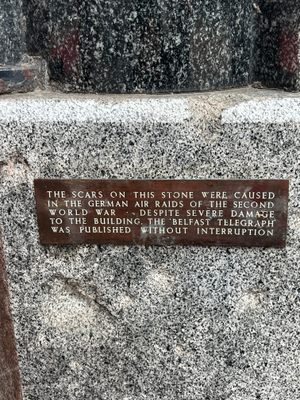 THE SCARS ON THIS STONE WERE CAUSED
IN THE GERMAN AIR RAIDS OF THE SECOND
WORLD WAR · DESPITE SEVERE DAMAGE
TO THE BUILDING, THE 'BELFAST TELEGRAPH'
WAS PUBLISHED WITHOUT INTERRUPTION